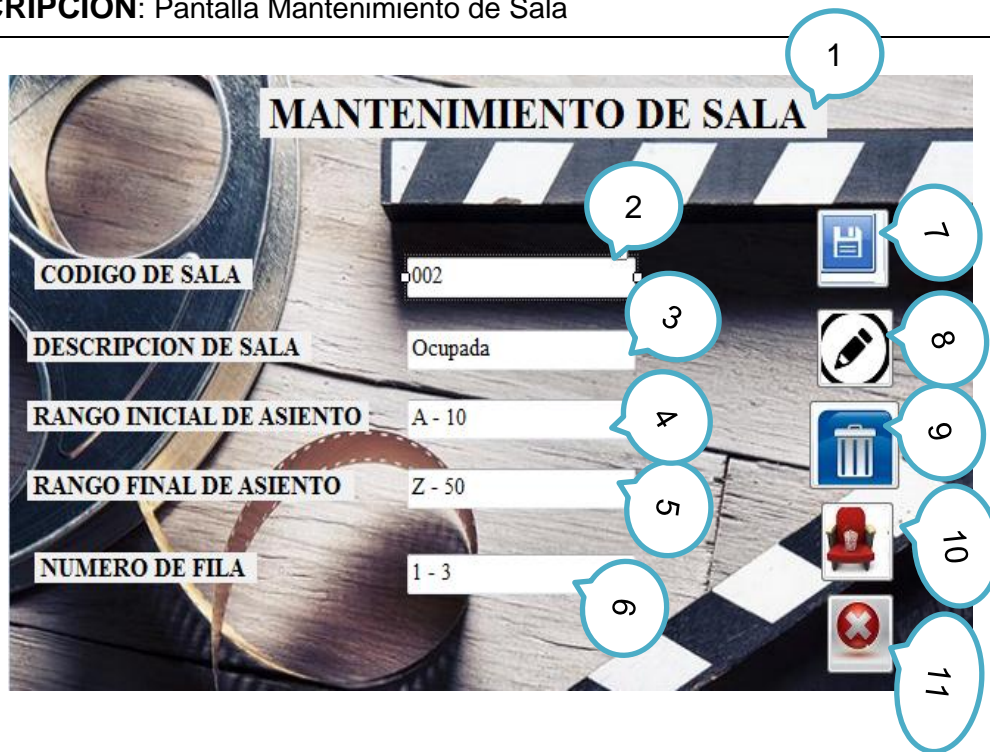 CRIPCION: Pantalla Mantenimiento de Sala
1
MANTENIMIENTO DE SALA
2
7
CODIGO DE SALA 002
3
8
DESCRIPCION DE SALA Ocupada
4
9
RANGO INICIAL DE ASIENTO A - 10
RANGO FINAL DE ASIENTO Z - 50
5
10
NUMERO DE FILA 1 - 3
6
11